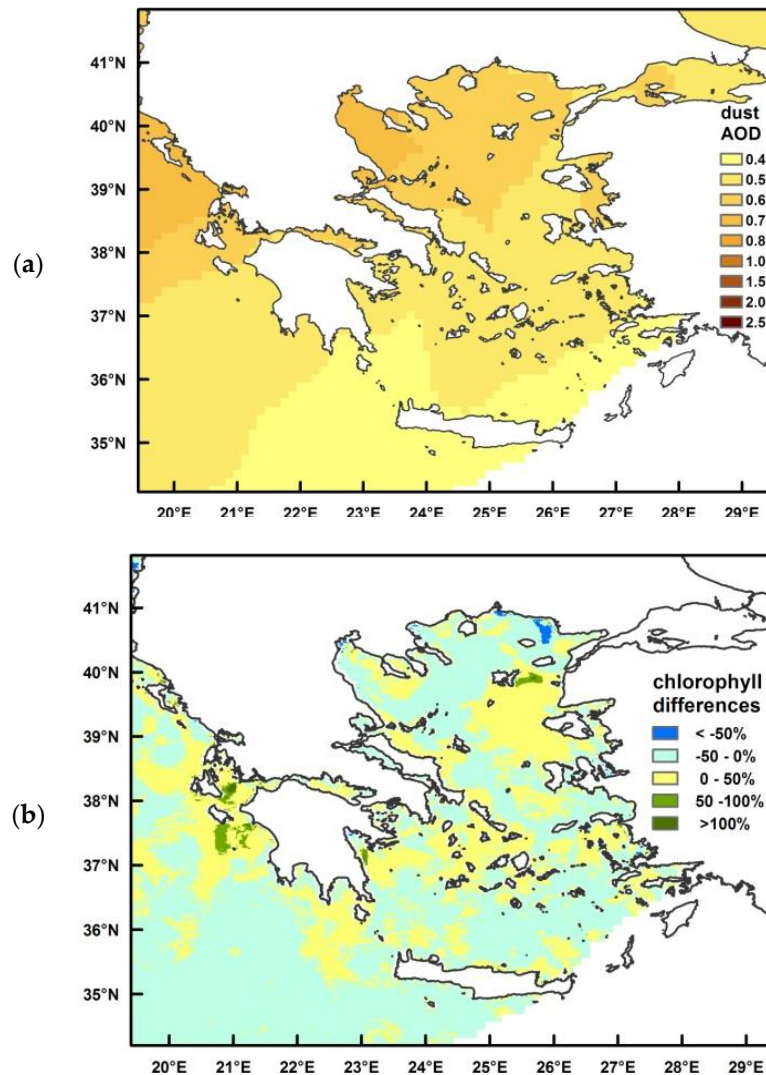 (a)
41°N
40°N
39°N
38°N
37°N
36°N
35°N
dust
AOD
0.4
0.5
0.6
0.7
0.8
1.0
1.5
2.0
2.5
20°E 21°E 22°E 23°E 24°E 25°E 26°E 27°E 28°E 29°E
(b)
41°N
40°N
39°N
38°N
37°N
36°N
35°N
chlorophyll
differences
< -50%
-50 - 0%
0 - 50%
50 -100%
>100%
20°E 21°E 22°E 23°E 24°E 25°E 26°E 27°E 28°E 29°E